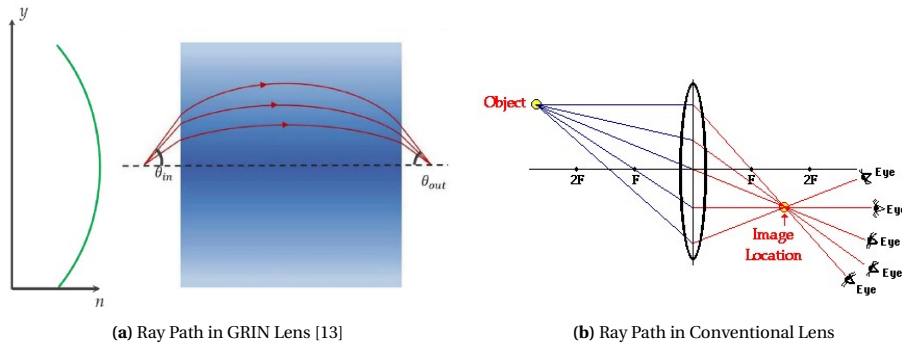 y
n
θin
θout
(a) Ray Path in GRIN Lens [13]
Object
2F
F
F
2F
Image
Location
Eye
Eye
Eye
Eye
Eye
(b) Ray Path in Conventional Lens